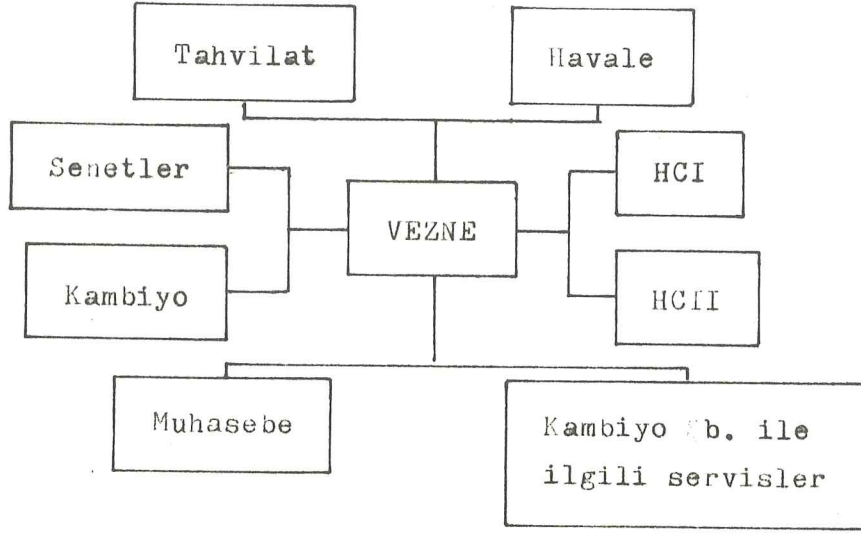 Tahvilat
Havale
Senetler
HCI
VEZNE
Kambiyo
HCII
Muhasebe
Kambiyo b. ile
ilgili servisler